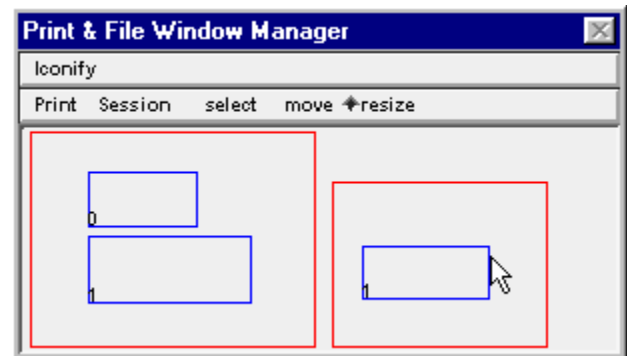 Print & File Window Manager
Iconify
Print Session select move resize
0
1
1